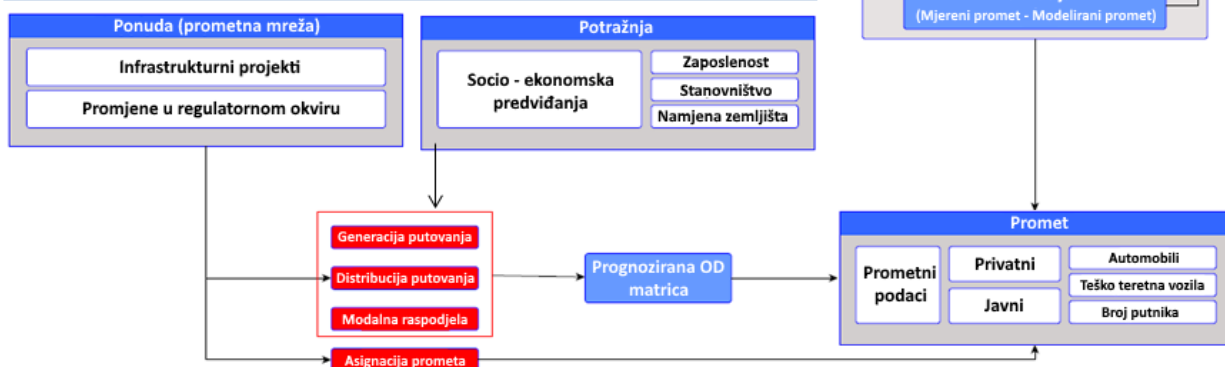 (Mjereni promet - Modelirani promet)
Ponuda (prometna mreža)
Infrastrukturni projekti
Promjene u regulatornom okviru
Potražnja
Socio - ekonomska
predviđanja
Zaposlenost
Stanovništvo
Namjena zemljišta
Generacija putovanja
Distribucija putovanja
Modalna raspodjela
Asignacija prometa
Prognozirana OD
matrica
Promet
Prometni
podaci
Privatni
Javni
Automobili
Teško teretna vozila
Broj putnika